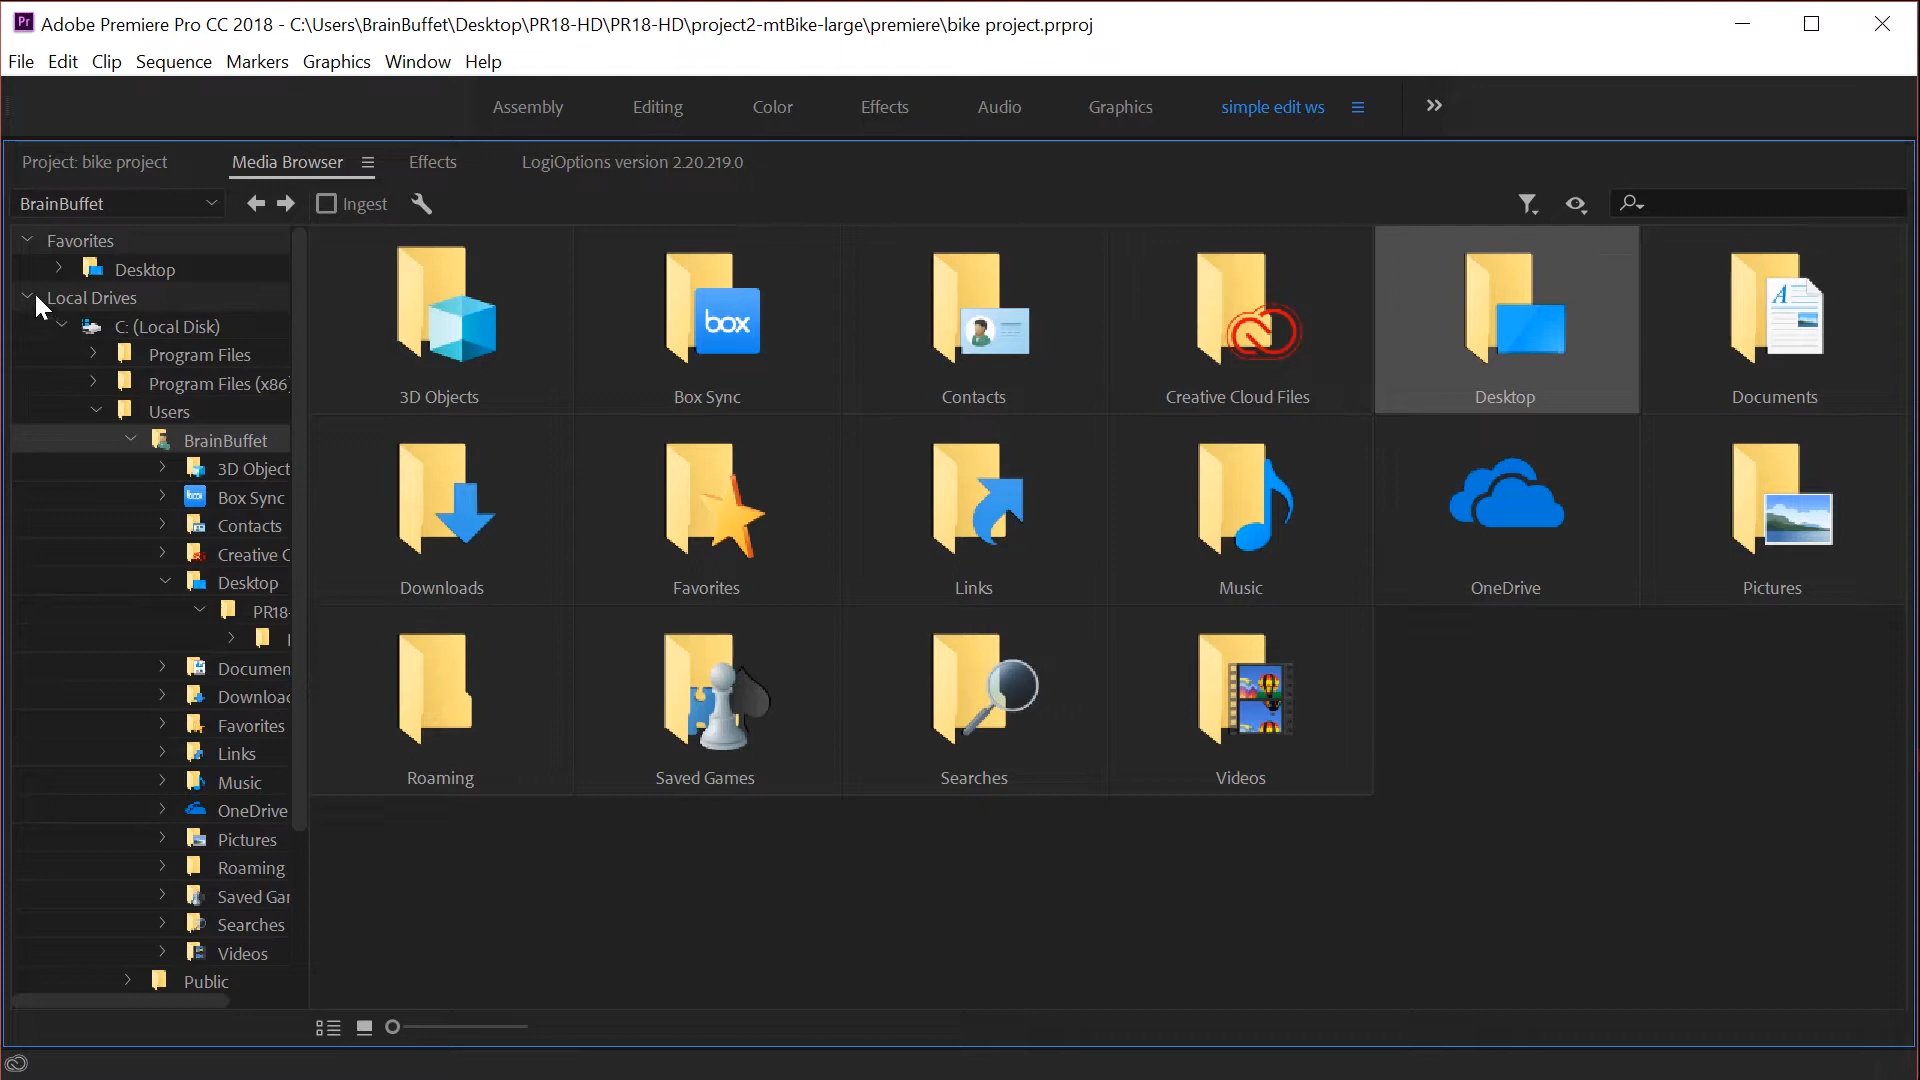 Adobe Premiere Pro CC 2018 - C:\Users\BrainBuffet\Desktop\PR18-HD\PR18-HD\project2-mtBike-large\premiere\bike project.prproj
File Edit Clip Sequence Markers Graphics Window Help
Assembly Editing Color Effects Audio Graphics simple edit ws
Project: bike project Media Browser Effects LogiOptions version 2.20.219.0
BrainBuffet Ingest
Favorites
Desktop
Local Drives
C: (Local Disk)
Program Files
Program Files (x86)
Users
BrainBuffet
3D Object
Box Sync
Contacts
Creative C
Desktop
PR18-
Documen
Downloac
Favorites
Links
Music
OneDrive
Pictures
Roaming
Saved Gar
Searches
Videos
Public
3D Objects Box Sync Contacts Creative Cloud Files Desktop Documents
box
Downloads Favorites Links Music OneDrive Pictures
Roaming Saved Games Searches Videos